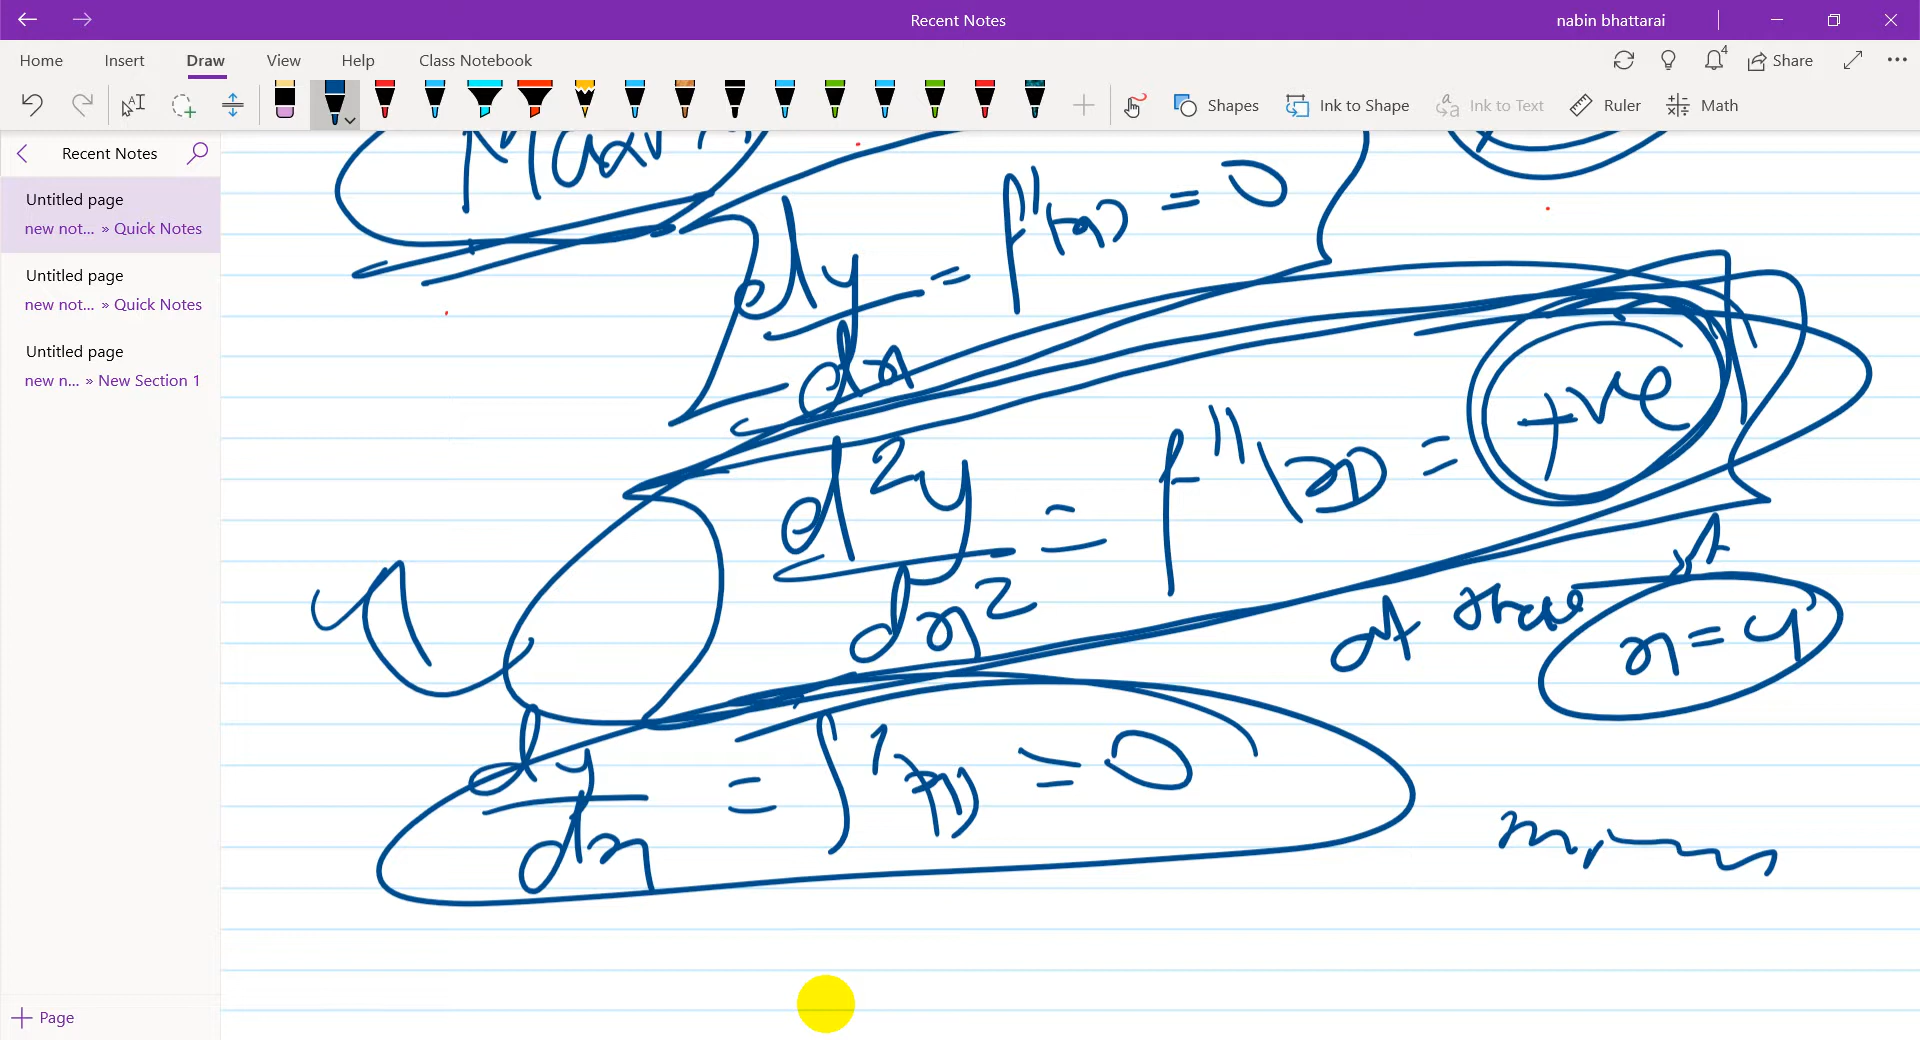 Recent Notes
nabin bhattarai
Home Insert Draw View Help Class Notebook
4 Share
Shapes Ink to Shape Ink to Text Ruler Math
Recent Notes
Untitled page
new not... » Quick Notes
Untitled page
new not... » Quick Notes
Untitled page
new n... » New Section 1
Page
dy/dx = f'(x) = 0
d²y/dx² = f''(x) = +ve
at
x = 4
dy/dx = f'(x) = 0